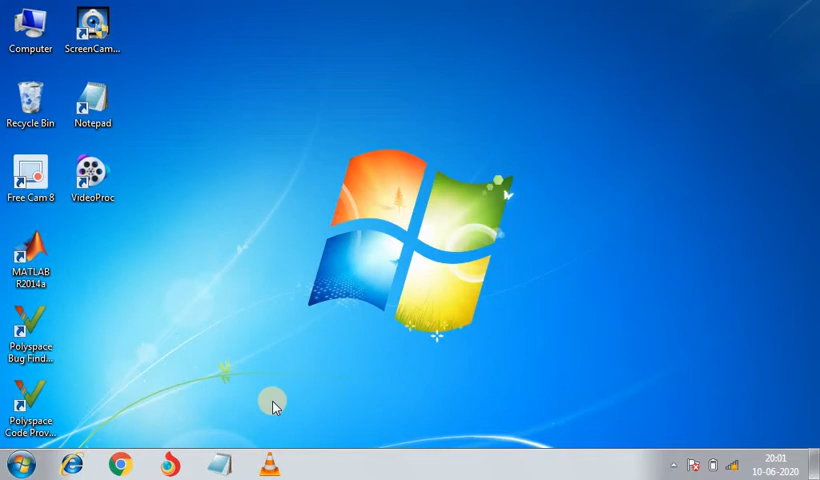 Computer
ScreenCam...
Recycle Bin
Notepad
Free Cam 8
VideoProc
MATLAB
R2014a
Polyspace
Bug Find...
Polyspace
Code Prov...
20:01
10-06-2020